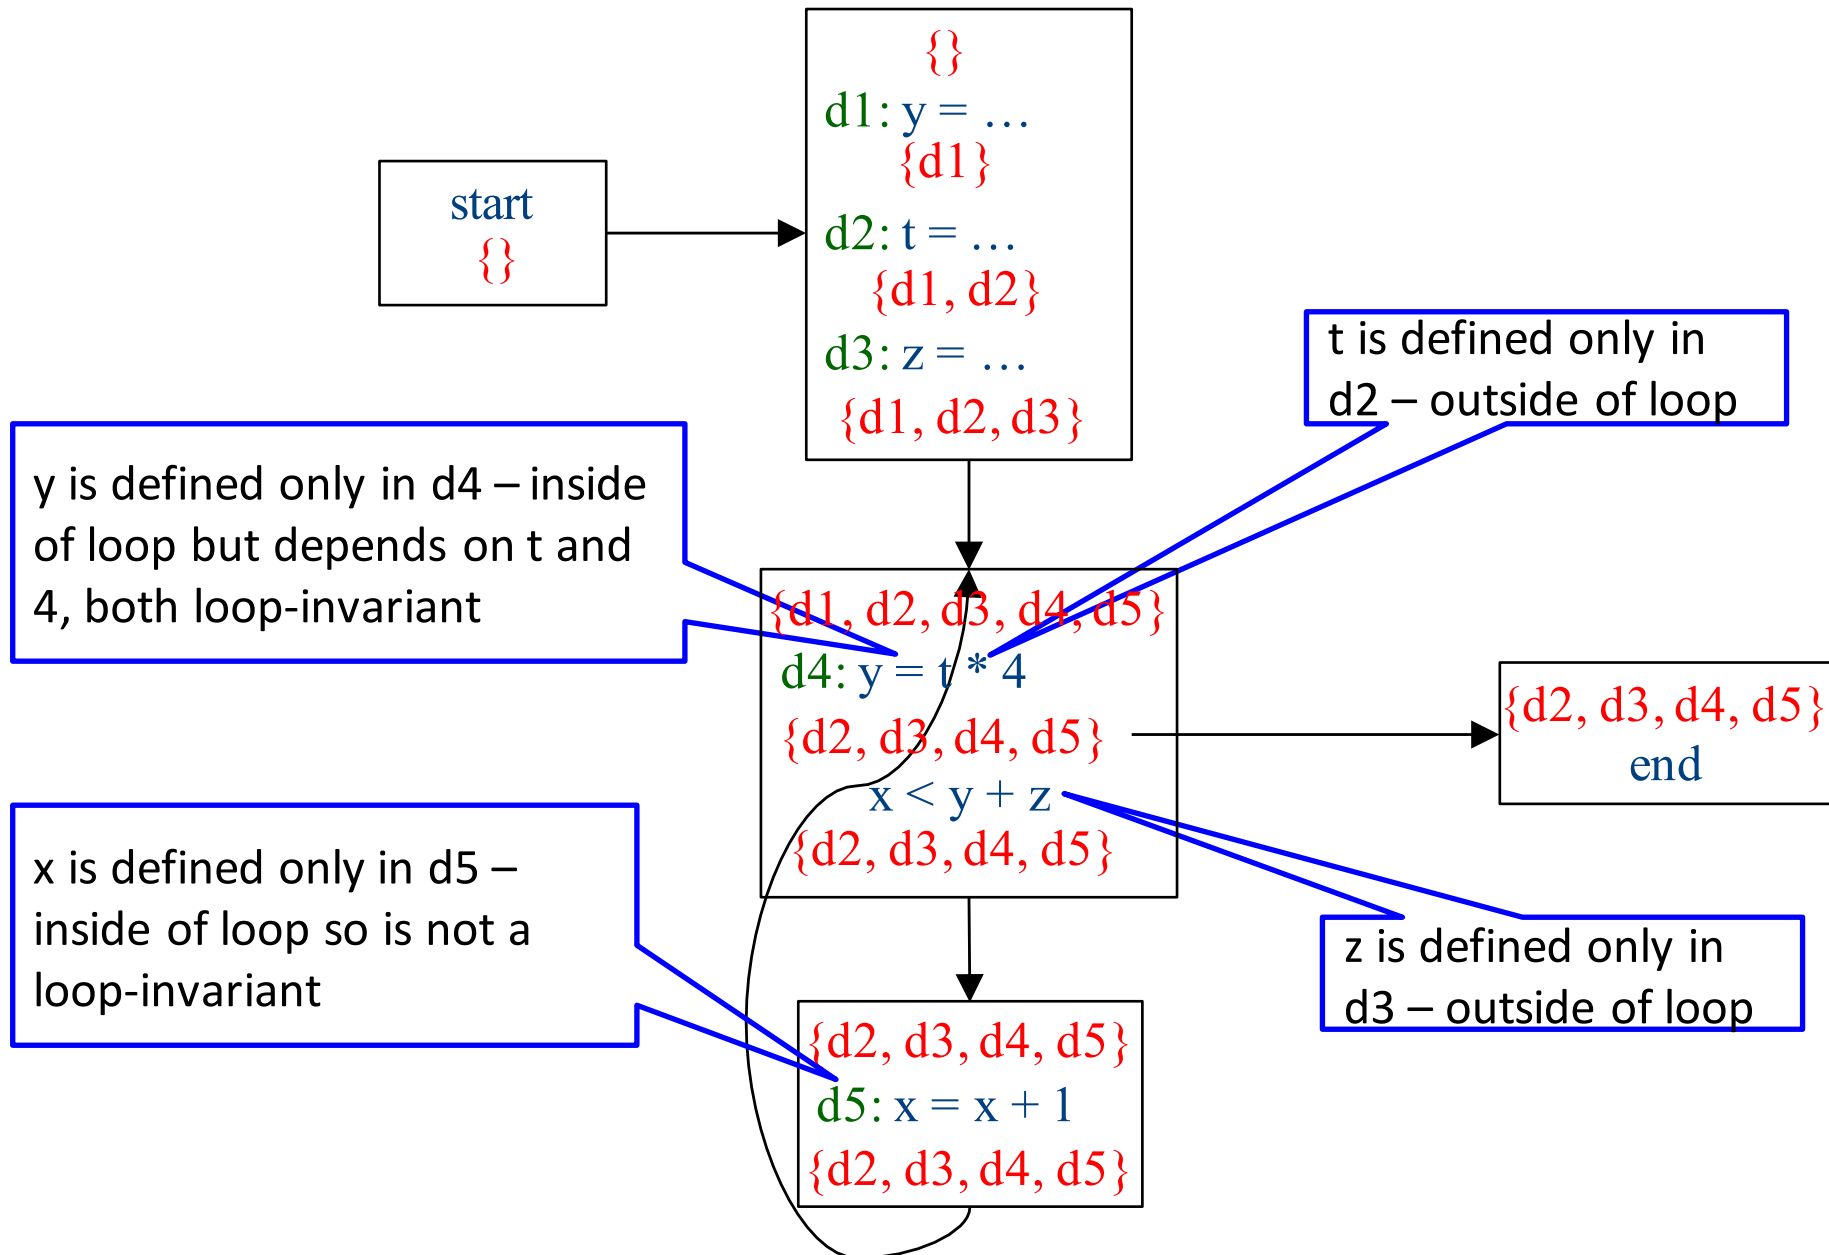 {}
d1: y = …
{d1}
d2: t = …
{d1, d2}
d3: z = …
{d1, d2, d3}
start
{}
t is defined only in
d2 – outside of loop
y is defined only in d4 – inside
of loop but depends on t and
4, both loop-invariant
{d1, d2, d3, d4, d5}
d4: y = t * 4
{d2, d3, d4, d5}
x < y + z
{d2, d3, d4, d5}
{d2, d3, d4, d5}
end
x is defined only in d5 –
inside of loop so is not a
loop-invariant
z is defined only in
d3 – outside of loop
{d2, d3, d4, d5}
d5: x = x + 1
{d2, d3, d4, d5}